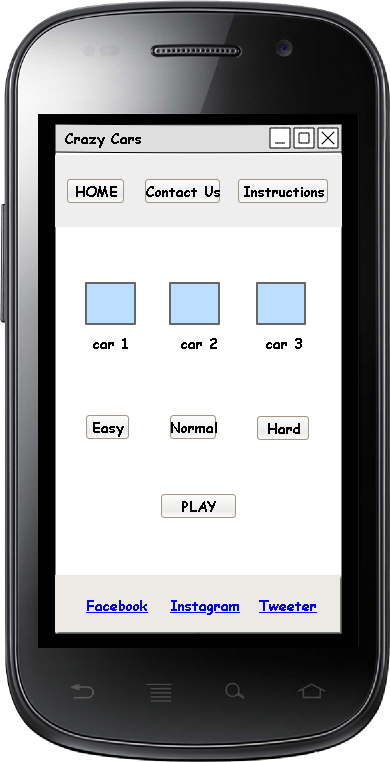 Crazy Cars
HOME Contact Us Instructions
car 1 car 2 car 3
Easy Normal Hard
PLAY
Facebook Instagram Tweeter